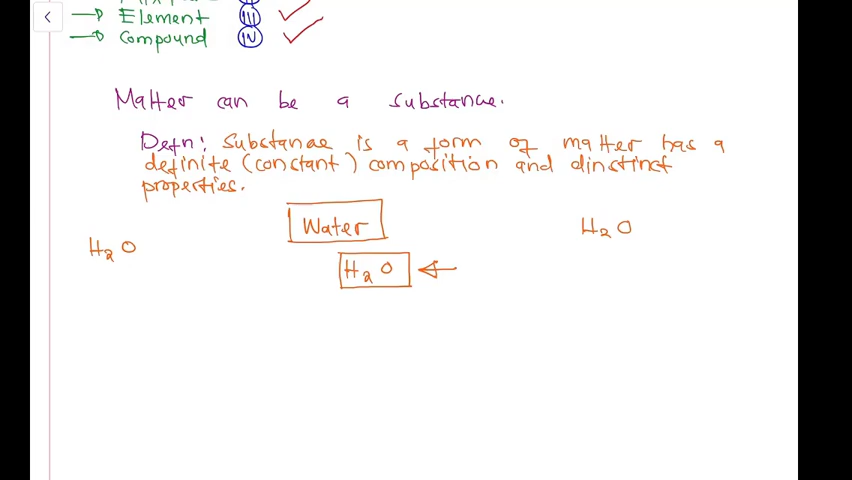 → Element III ✓
→ Compound IV ✓
Matter can be a substance.
Defn: Substance is a form of matter has a
definite (constant) composition and dinstinct
properties.
Water
H₂O
H₂O
H₂O ←